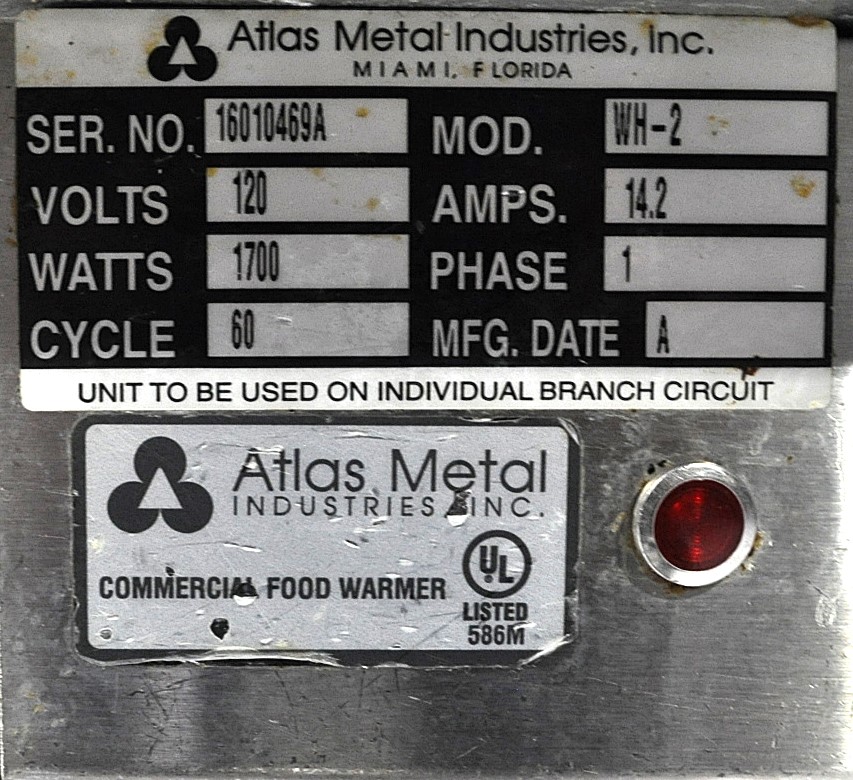 Atlas Metal Industries, Inc.
MIAMI, FLORIDA
SER. NO. 16010469A MOD. WH-2
VOLTS 120 AMPS. 14.2
WATTS 1700 PHASE 1
CYCLE 60 MFG. DATE A
UNIT TO BE USED ON INDIVIDUAL BRANCH CIRCUIT
Atlas Metal
INDUSTRIES INC.
COMMERCIAL FOOD WARMER
UL
LISTED
586M